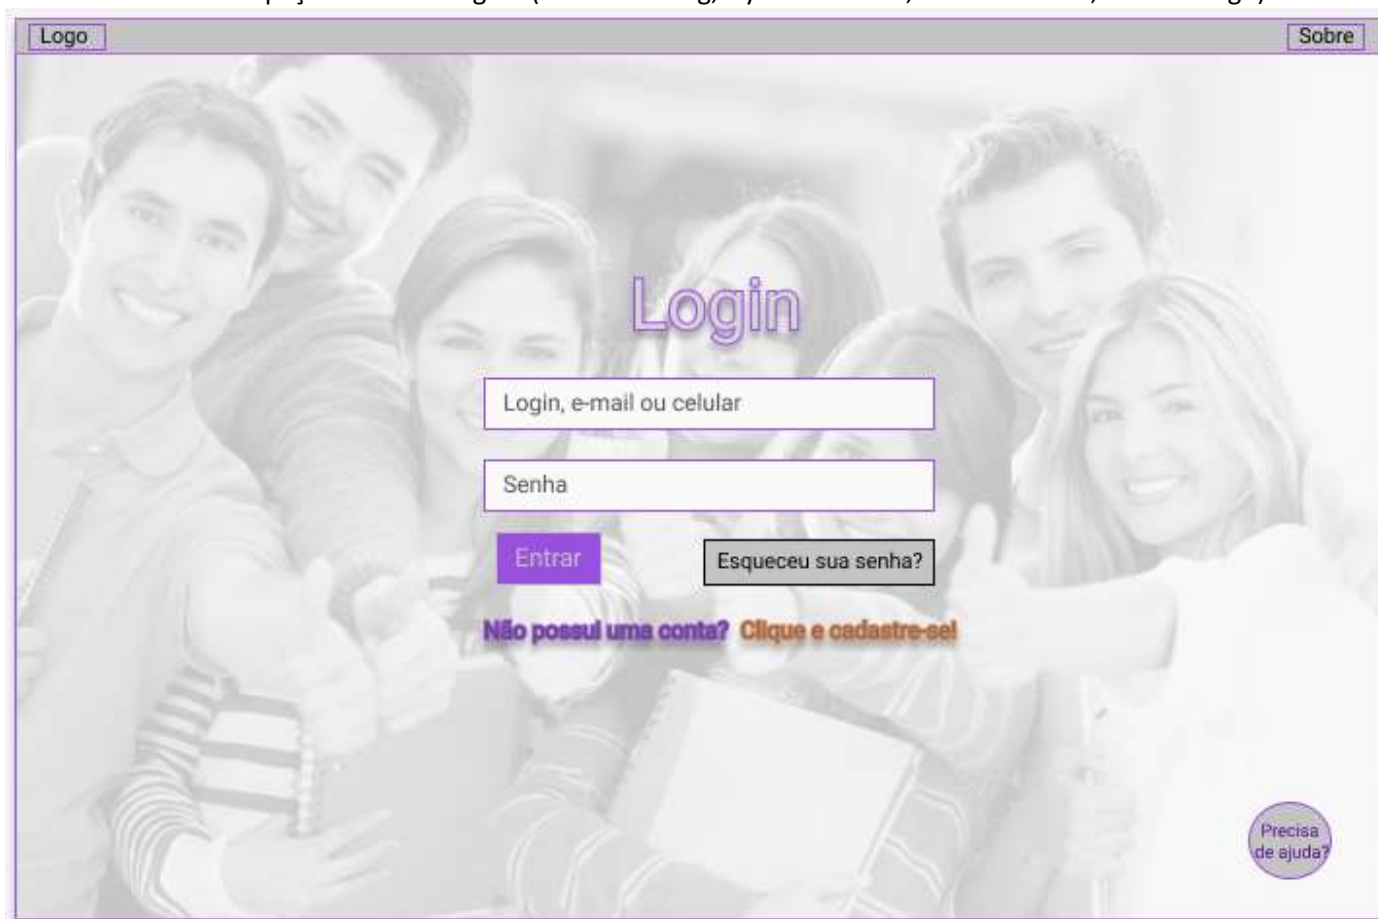 Logo
Sobre
Login
Login, e-mail ou celular
Senha
Entrar
Esqueceu sua senha?
Não possui uma conta? Clique e cadastre-se!
Precisa
de ajuda?